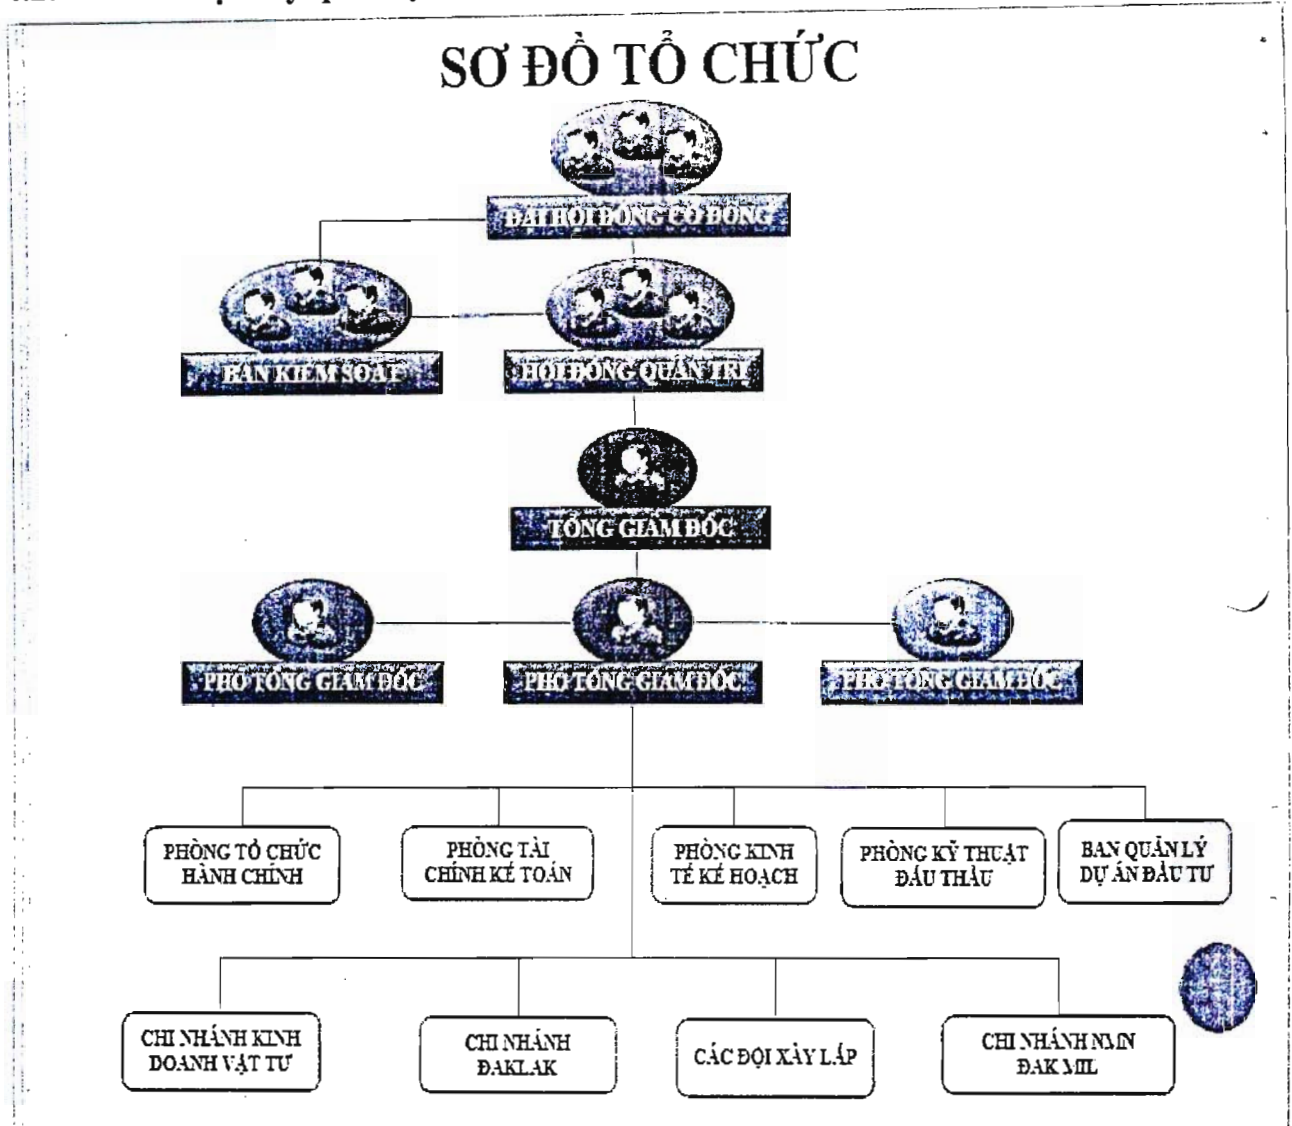 SƠ ĐỒ TỔ CHỨC
ĐẠI HỘI ĐỒNG CỔ ĐÔNG
BAN KIỂM SOÁT
HỘI ĐỒNG QUẢN TRỊ
TỔNG GIÁM ĐỐC
PHÓ TỔNG GIÁM ĐỐC
PHÓ TỔNG GIÁM ĐỐC
PHÓ TỔNG GIÁM ĐỐC
PHÒNG TỔ CHỨC
HÀNH CHÍNH
PHÒNG TÀI
CHÍNH KẾ TOÁN
PHÒNG KINH
TẾ KẾ HOẠCH
PHÒNG KỸ THUẬT
ĐẤU THẦU
BAN QUẢN LÝ
DỰ ÁN ĐẦU TƯ
CHI NHÁNH KINH
DOANH VẬT TƯ
CHI NHÁNH
ĐAKLAK
CÁC ĐỘI XÂY LẮP
CHI NHÁNH NMN
ĐAK MIL